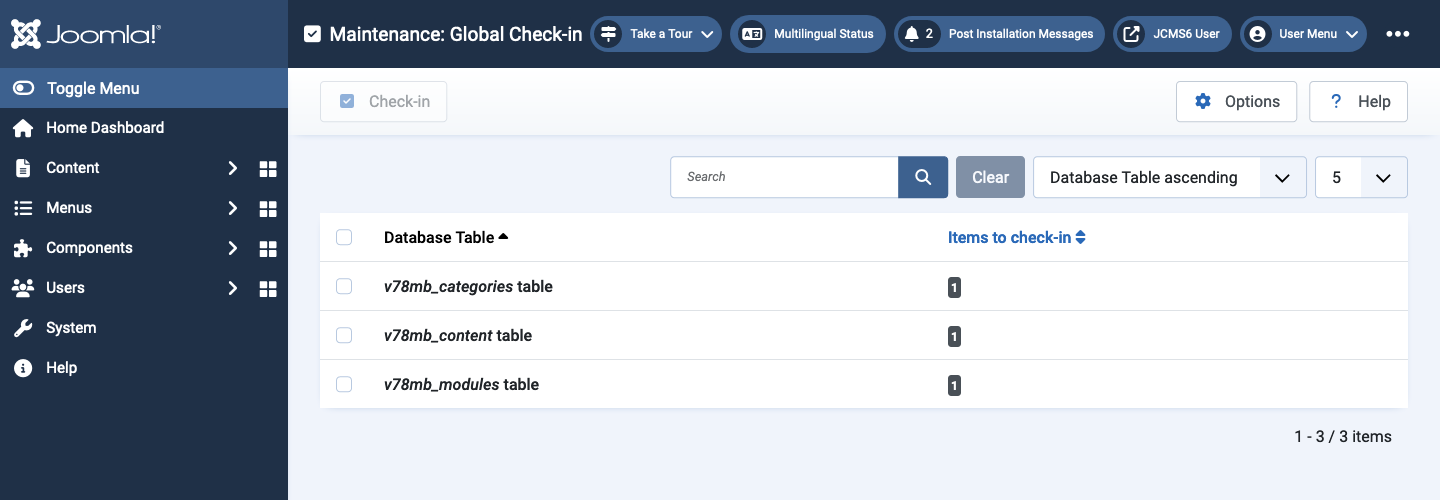 Joomla!®
Maintenance: Global Check-in
Take a Tour
Multilingual Status
2 Post Installation Messages
JCMS6 User
User Menu
Toggle Menu
Home Dashboard
Content
Menus
Components
Users
System
Help
Check-in
Options
? Help
Search
Clear
Database Table ascending
5
Database Table
Items to check-in
v78mb_categories table 1
v78mb_content table 1
v78mb_modules table 1
1 - 3 / 3 items